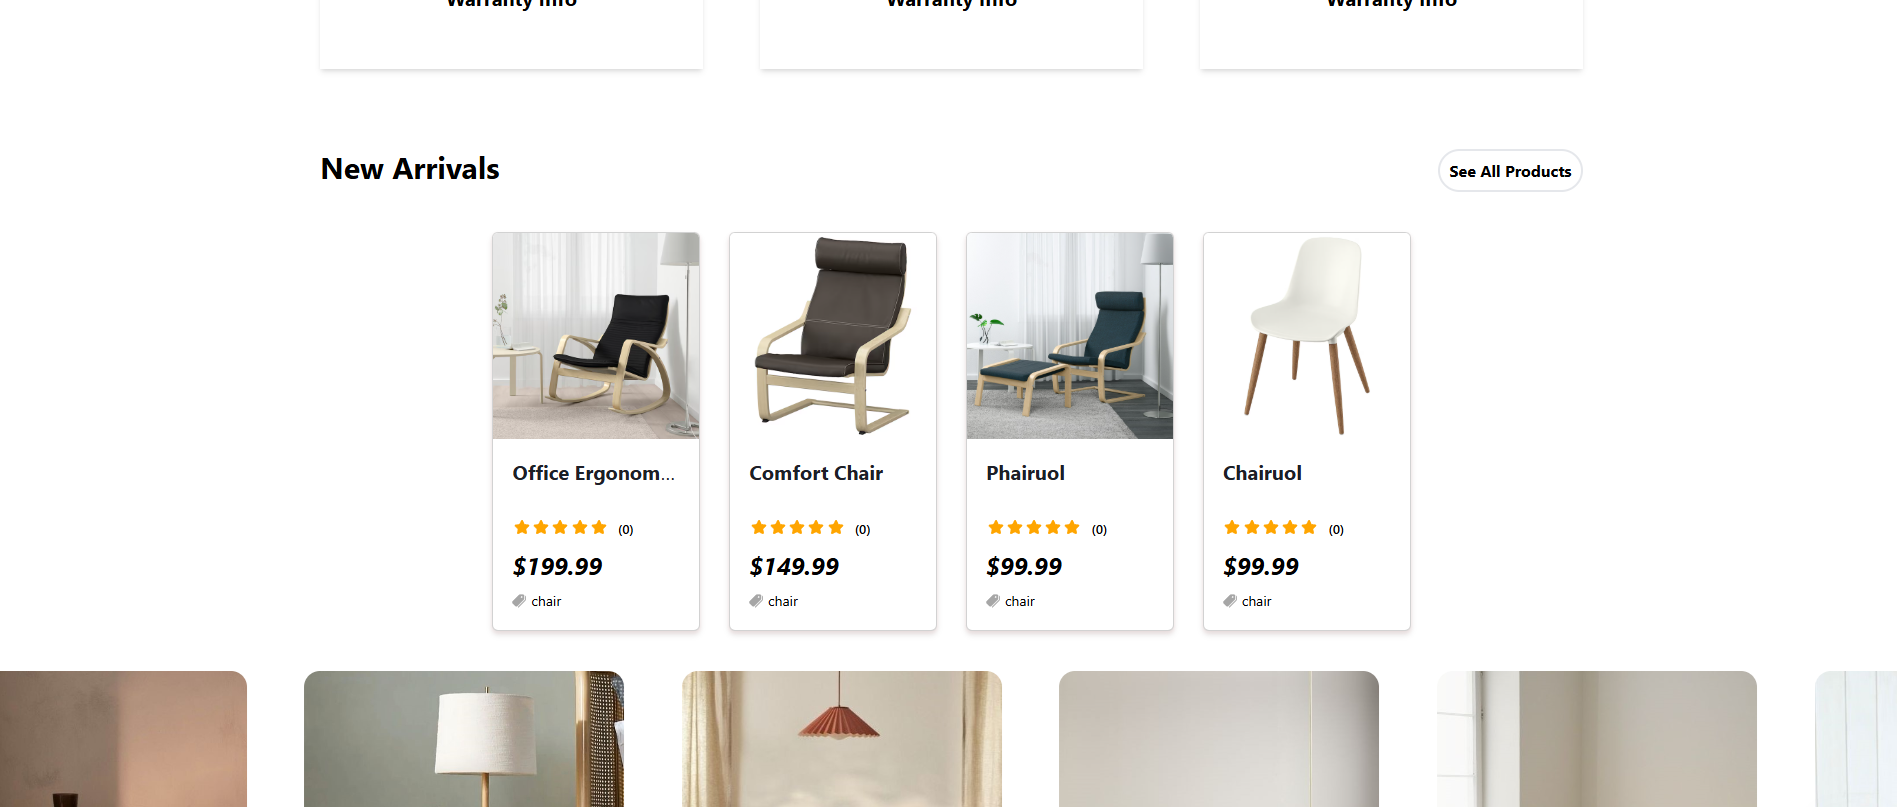 Warranty Info
Warranty Info
Warranty Info
New Arrivals
See All Products
Office Ergonom...
(0)
$199.99
chair
Comfort Chair
(0)
$149.99
chair
Phairuol
(0)
$99.99
chair
Chairuol
(0)
$99.99
chair